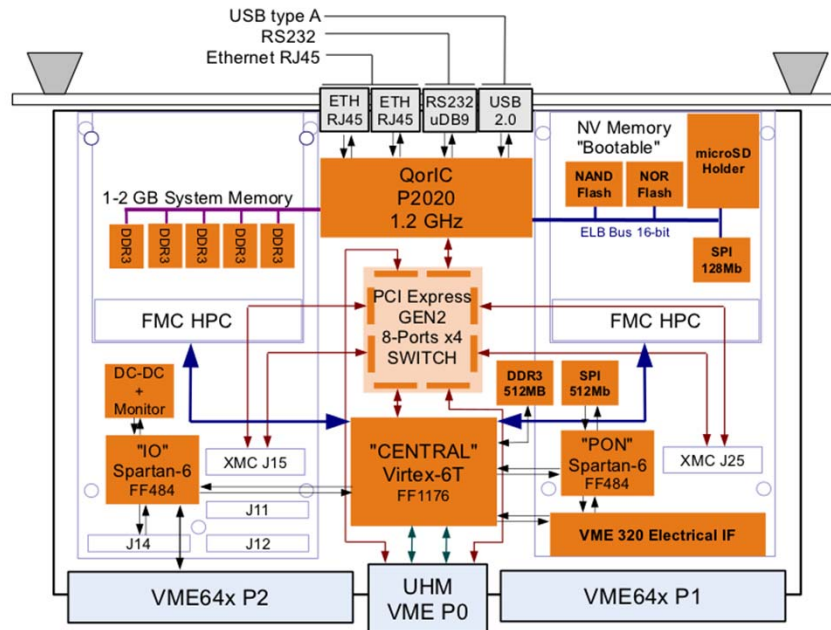 USB type A
RS232
Ethernet RJ45
ETH
RJ45
ETH
RJ45
RS232
uDB9
USB
2.0
QorIC
P2020
1.2 GHz
1-2 GB System Memory
DDR3
DDR3
DDR3
DDR3
DDR3
NV Memory
"Bootable"
NAND
Flash
NOR
Flash
microSD
Holder
ELB Bus 16-bit
SPI
128Mb
FMC HPC
PCI Express
GEN2
8-Ports x4
SWITCH
FMC HPC
DC-DC
+
Monitor
DDR3
512MB
SPI
512Mb
"IO"
Spartan-6
FF484
XMC J15
"CENTRAL"
Virtex-6T
FF1176
"PON"
Spartan-6
FF484
XMC J25
J11
J14
J12
VME 320 Electrical IF
VME64x P2
UHM
VME P0
VME64x P1